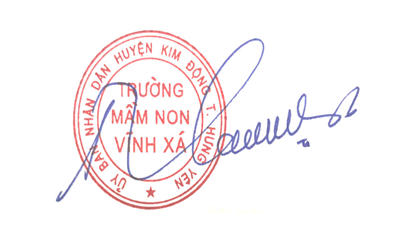 ỦY BAN NHÂN DÂN HUYỆN KIM ĐỘNG T. HƯNG YÊN
TRƯỜNG
MẦM NON
VĨNH XÁ